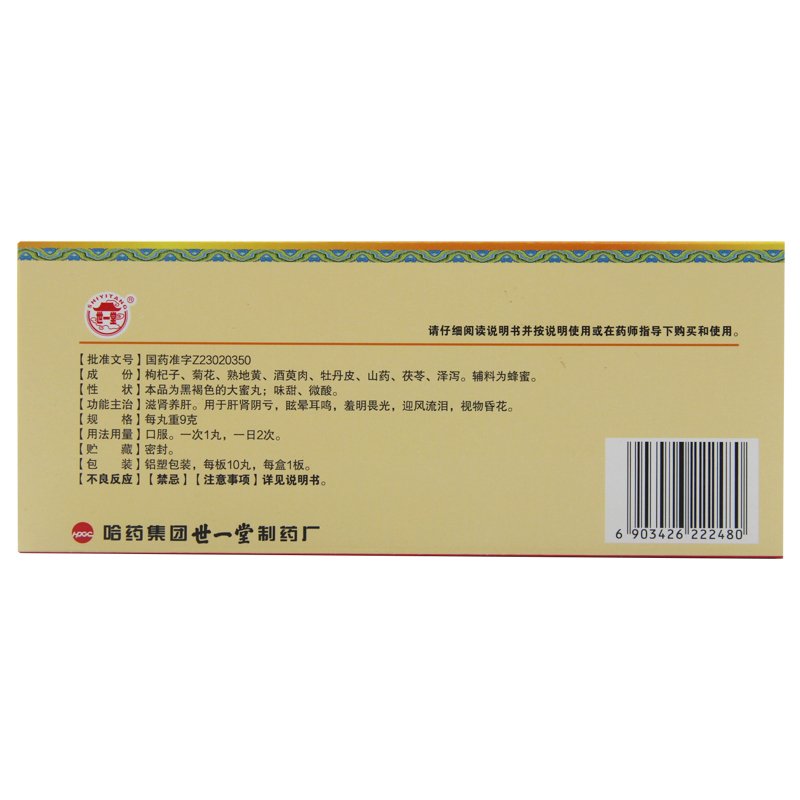 SHIYITANG
世一堂
®
请仔细阅读说明书并按说明使用或在药师指导下购买和使用。
【批准文号】国药准字Z23020350
【成　　份】枸杞子、菊花、熟地黄、酒萸肉、牡丹皮、山药、茯苓、泽泻。辅料为蜂蜜。
【性　　状】本品为黑褐色的大蜜丸；味甜、微酸。
【功能主治】滋肾养肝。用于肝肾阴亏，眩晕耳鸣，羞明畏光，迎风流泪，视物昏花。
【规　　格】每丸重9克
【用法用量】口服。一次1丸，一日2次。
【贮　　藏】密封。
【包　　装】铝塑包装，每板10丸，每盒1板。
【不良反应】【禁忌】【注意事项】详见说明书。
HPGC 哈药集团世一堂制药厂
6 903426 222480